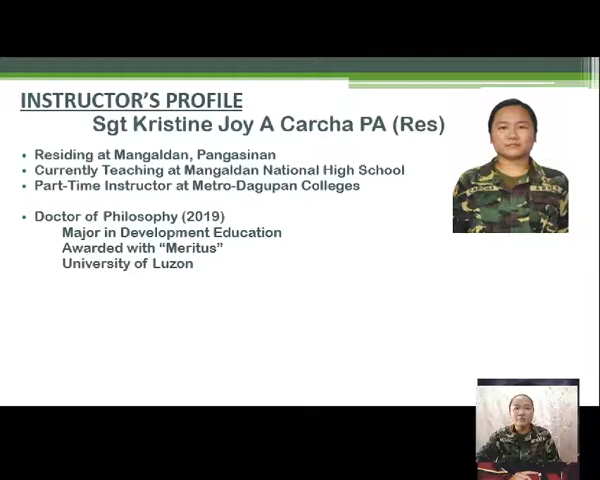 INSTRUCTOR'S PROFILE
Sgt Kristine Joy A Carcha PA (Res)
Residing at Mangaldan, Pangasinan
Currently Teaching at Mangaldan National High School
Part-Time Instructor at Metro-Dagupan Colleges
Doctor of Philosophy (2019)
Major in Development Education
Awarded with "Meritus"
University of Luzon
CARCHA